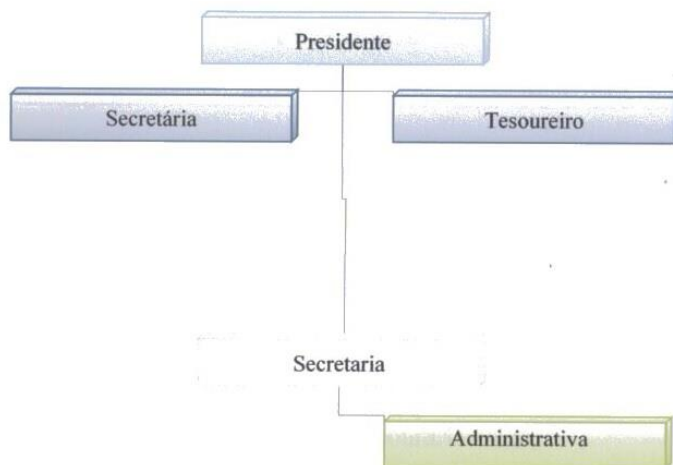 Presidente
Secretária
Tesoureiro
Secretaria
Administrativa